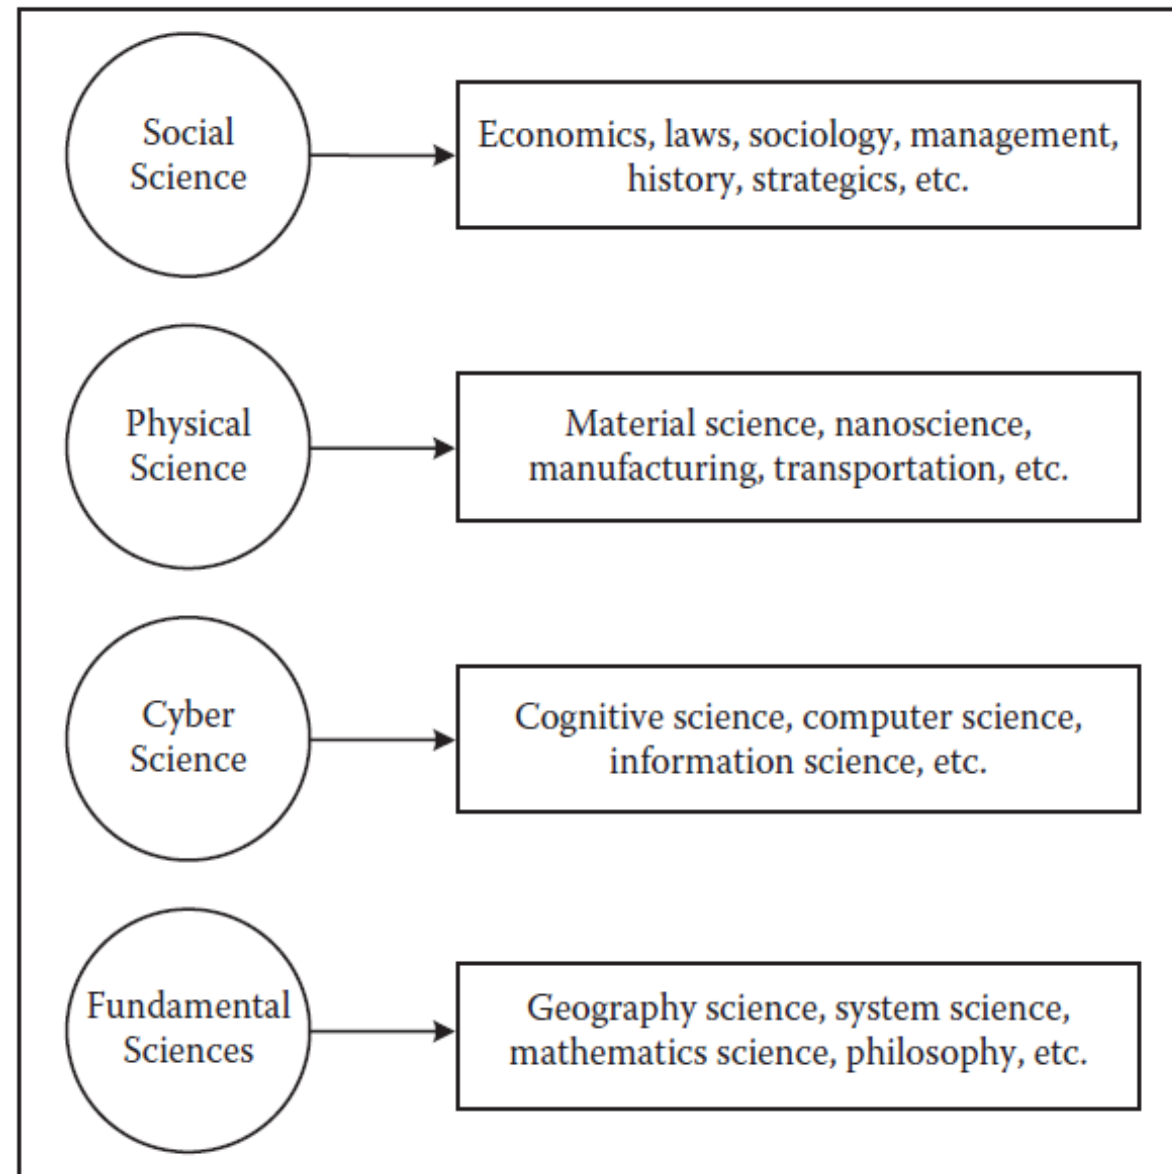 Social
Science
Economics, laws, sociology, management,
history, strategics, etc.
Physical
Science
Material science, nanoscience,
manufacturing, transportation, etc.
Cyber
Science
Cognitive science, computer science,
information science, etc.
Fundamental
Sciences
Geography science, system science,
mathematics science, philosophy, etc.